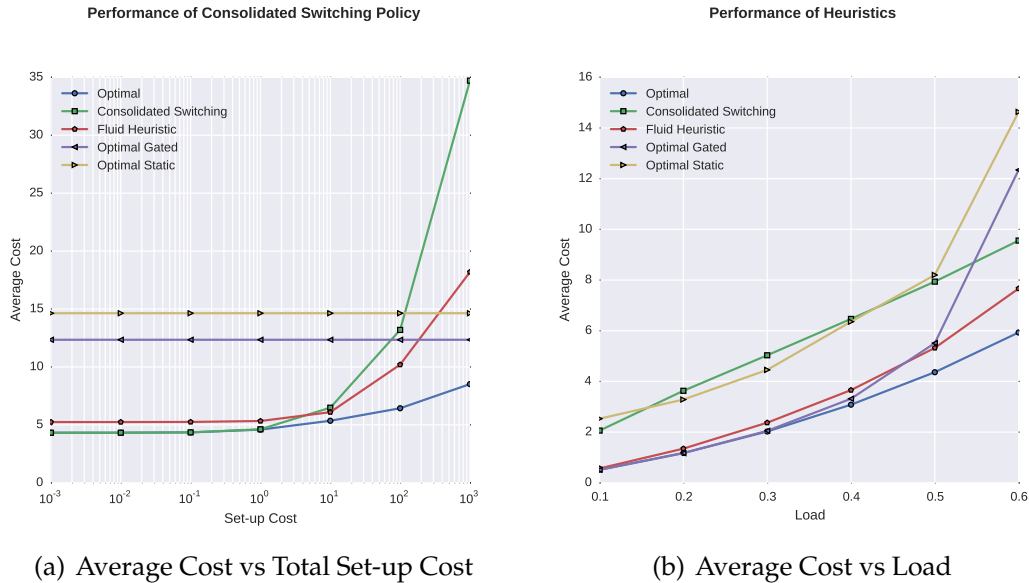 Performance of Consolidated Switching Policy
35
30
25
20
15
10
5
0
Average Cost
Optimal
Consolidated Switching
Fluid Heuristic
Optimal Gated
Optimal Static
10^-3 10^-2 10^-1 10^0 10^1 10^2 10^3
Set-up Cost
(a) Average Cost vs Total Set-up Cost
Performance of Heuristics
16
14
12
10
8
6
4
2
0
Average Cost
Optimal
Consolidated Switching
Fluid Heuristic
Optimal Gated
Optimal Static
0.1 0.2 0.3 0.4 0.5 0.6
Load
(b) Average Cost vs Load